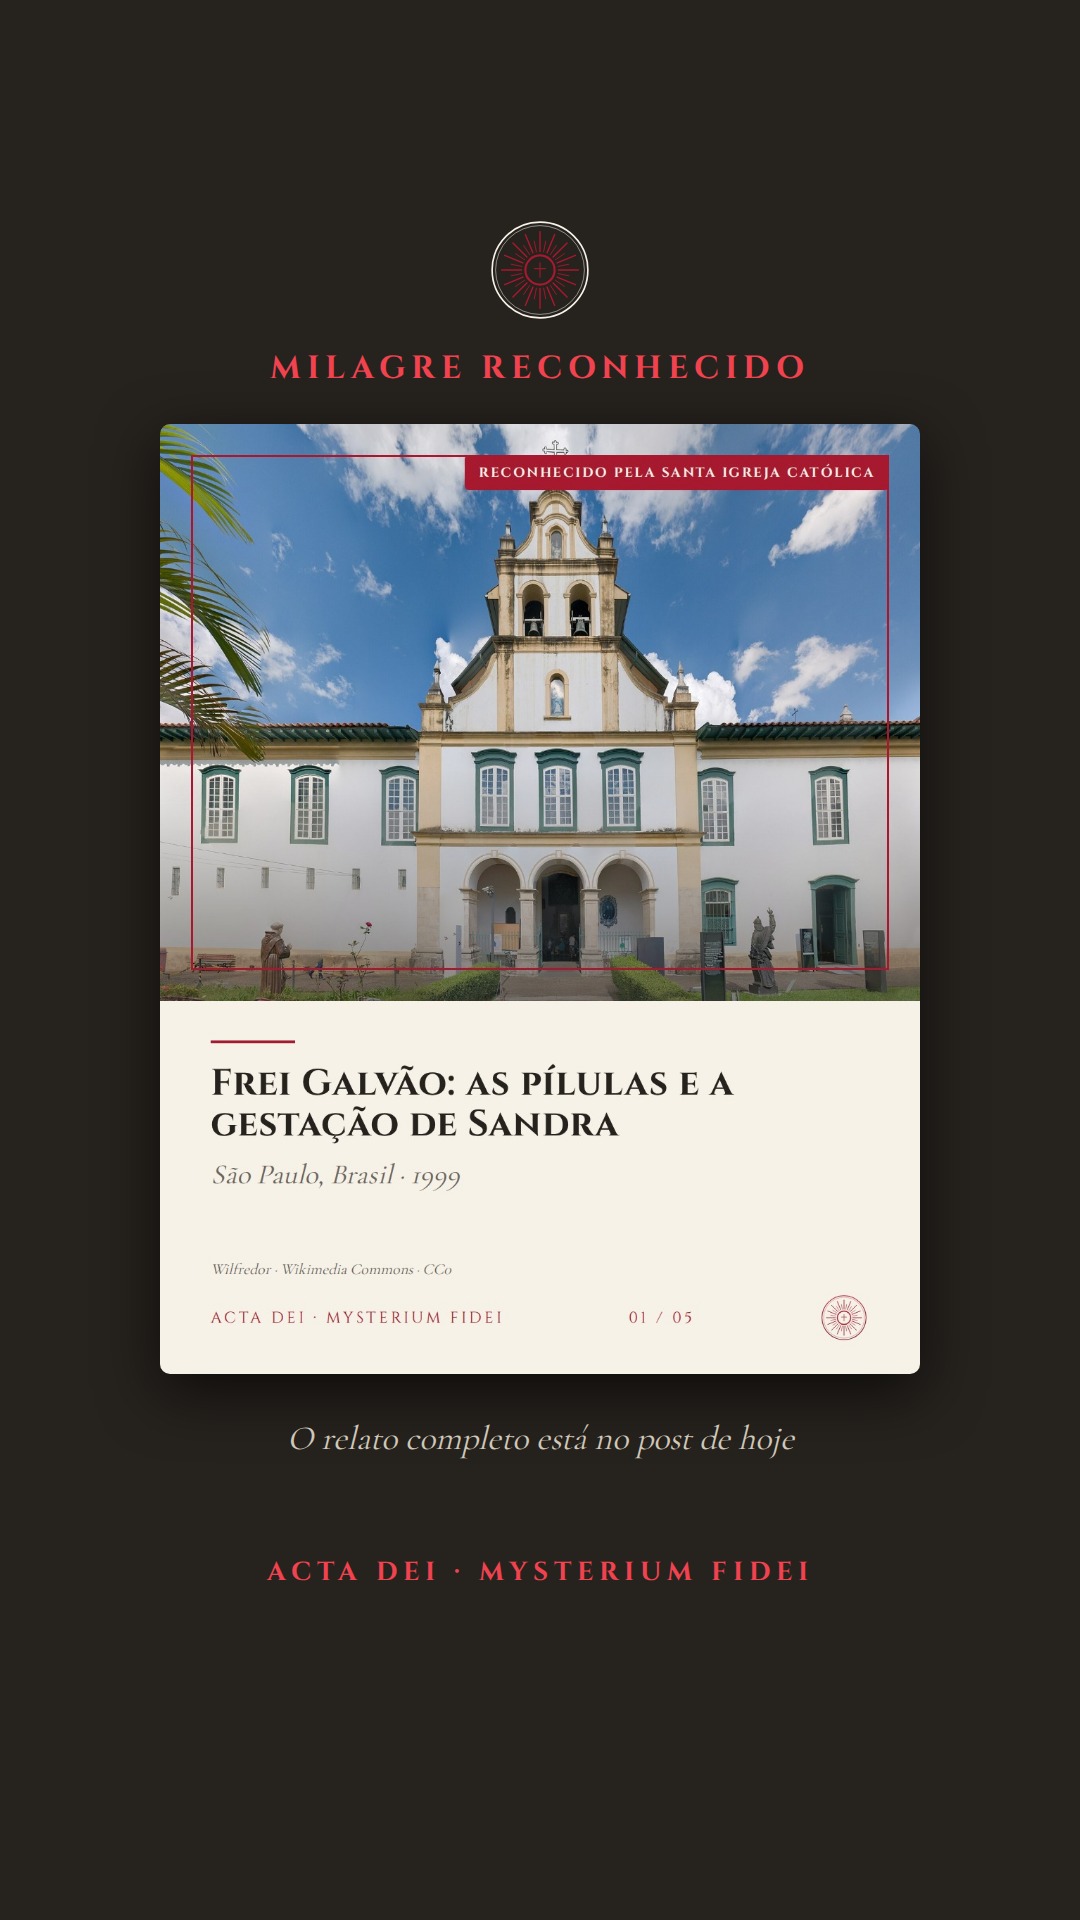 MILAGRE RECONHECIDO
RECONHECIDO PELA SANTA IGREJA CATÓLICA
Frei Galvão: as pílulas e a
gestação de Sandra
São Paulo, Brasil · 1999
Wilfredor · Wikimedia Commons · CC0
ACTA DEI · MYSTERIUM FIDEI
01 / 05
O relato completo está no post de hoje
ACTA DEI · MYSTERIUM FIDEI